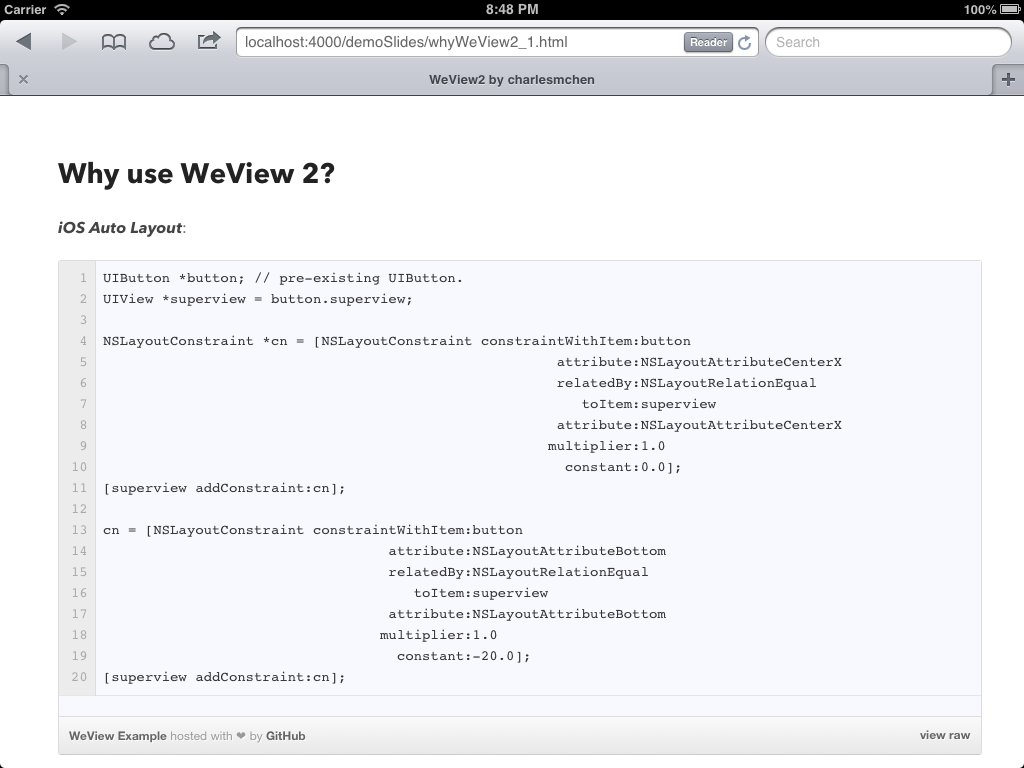 Carrier 8:48 PM 100%
localhost:4000/demoSlides/whyWeView2_1.html Reader Search
WeView2 by charlesmchen
Why use WeView 2?
iOS Auto Layout:
1 UIButton *button; // pre-existing UIButton.
2 UIView *superview = button.superview;
3
4 NSLayoutConstraint *cn = [NSLayoutConstraint constraintWithItem:button
5 attribute:NSLayoutAttributeCenterX
6 relatedBy:NSLayoutRelationEqual
7 toItem:superview
8 attribute:NSLayoutAttributeCenterX
9 multiplier:1.0
10 constant:0.0];
11 [superview addConstraint:cn];
12
13 cn = [NSLayoutConstraint constraintWithItem:button
14 attribute:NSLayoutAttributeBottom
15 relatedBy:NSLayoutRelationEqual
16 toItem:superview
17 attribute:NSLayoutAttributeBottom
18 multiplier:1.0
19 constant:-20.0];
20 [superview addConstraint:cn];
WeView Example hosted with ❤ by GitHub view raw